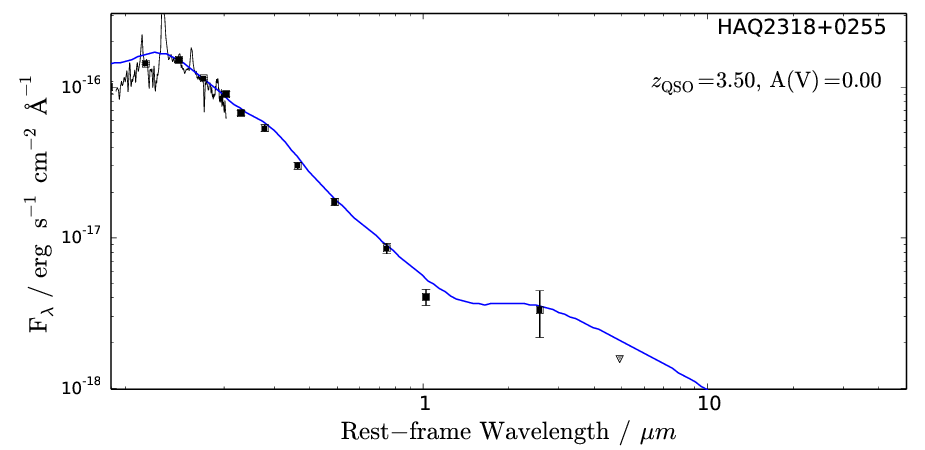 HAQ2318+0255
z_QSO=3.50, A(V)=0.00
F_λ / erg s⁻¹ cm⁻² Å⁻¹
10⁻¹⁶
10⁻¹⁷
10⁻¹⁸
1 10
Rest−frame Wavelength / μm